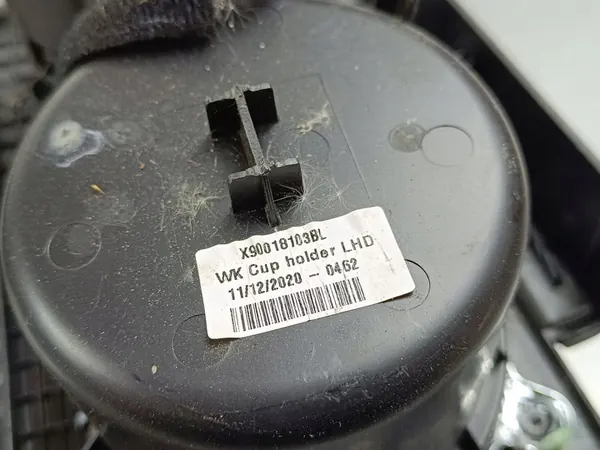 X90018103BL
WK Cup holder LHD
11/12/2020 - 0462